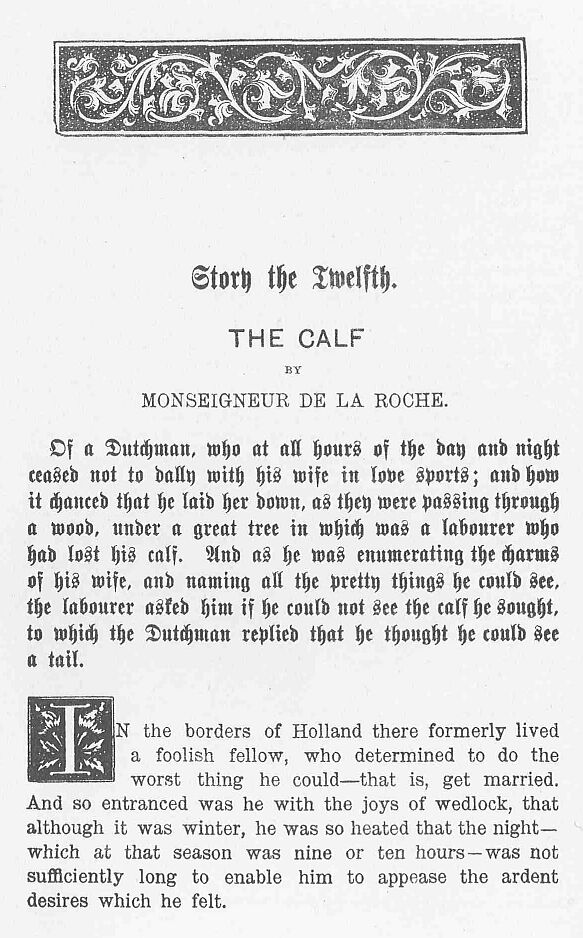 Story the Twelfth.
THE CALF
BY
MONSEIGNEUR DE LA ROCHE.
Of a Dutchman, who at all hours of the day and night
ceased not to dally with his wife in love sports; and how
it chanced that he laid her down, as they were passing through
a wood, under a great tree in which was a labourer who
had lost his calf. And as he was enumerating the charms
of his wife, and naming all the pretty things he could see,
the labourer asked him if he could not see the calf he sought,
to which the Dutchman replied that he thought he could see
a tail.
IN the borders of Holland there formerly lived
a foolish fellow, who determined to do the
worst thing he could—that is, get married.
And so entranced was he with the joys of wedlock, that
although it was winter, he was so heated that the night—
which at that season was nine or ten hours—was not
sufficiently long to enable him to appease the ardent
desires which he felt.